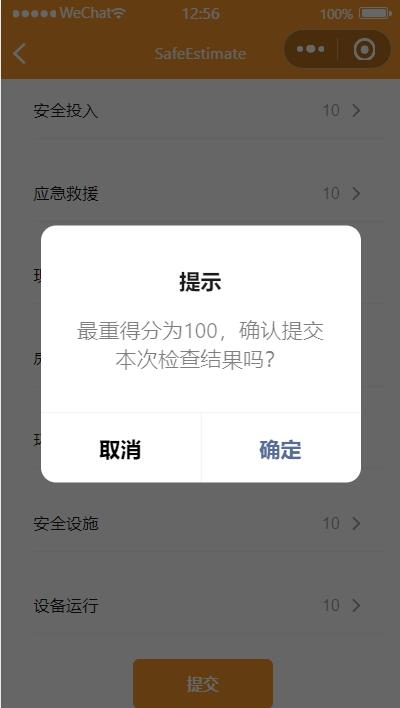 WeChat 12:56 100%
SafeEstimate
安全投入 10
应急救援 10
提示
最重得分为100，确认提交
本次检查结果吗？
取消 确定
安全设施 10
设备运行 10
提交